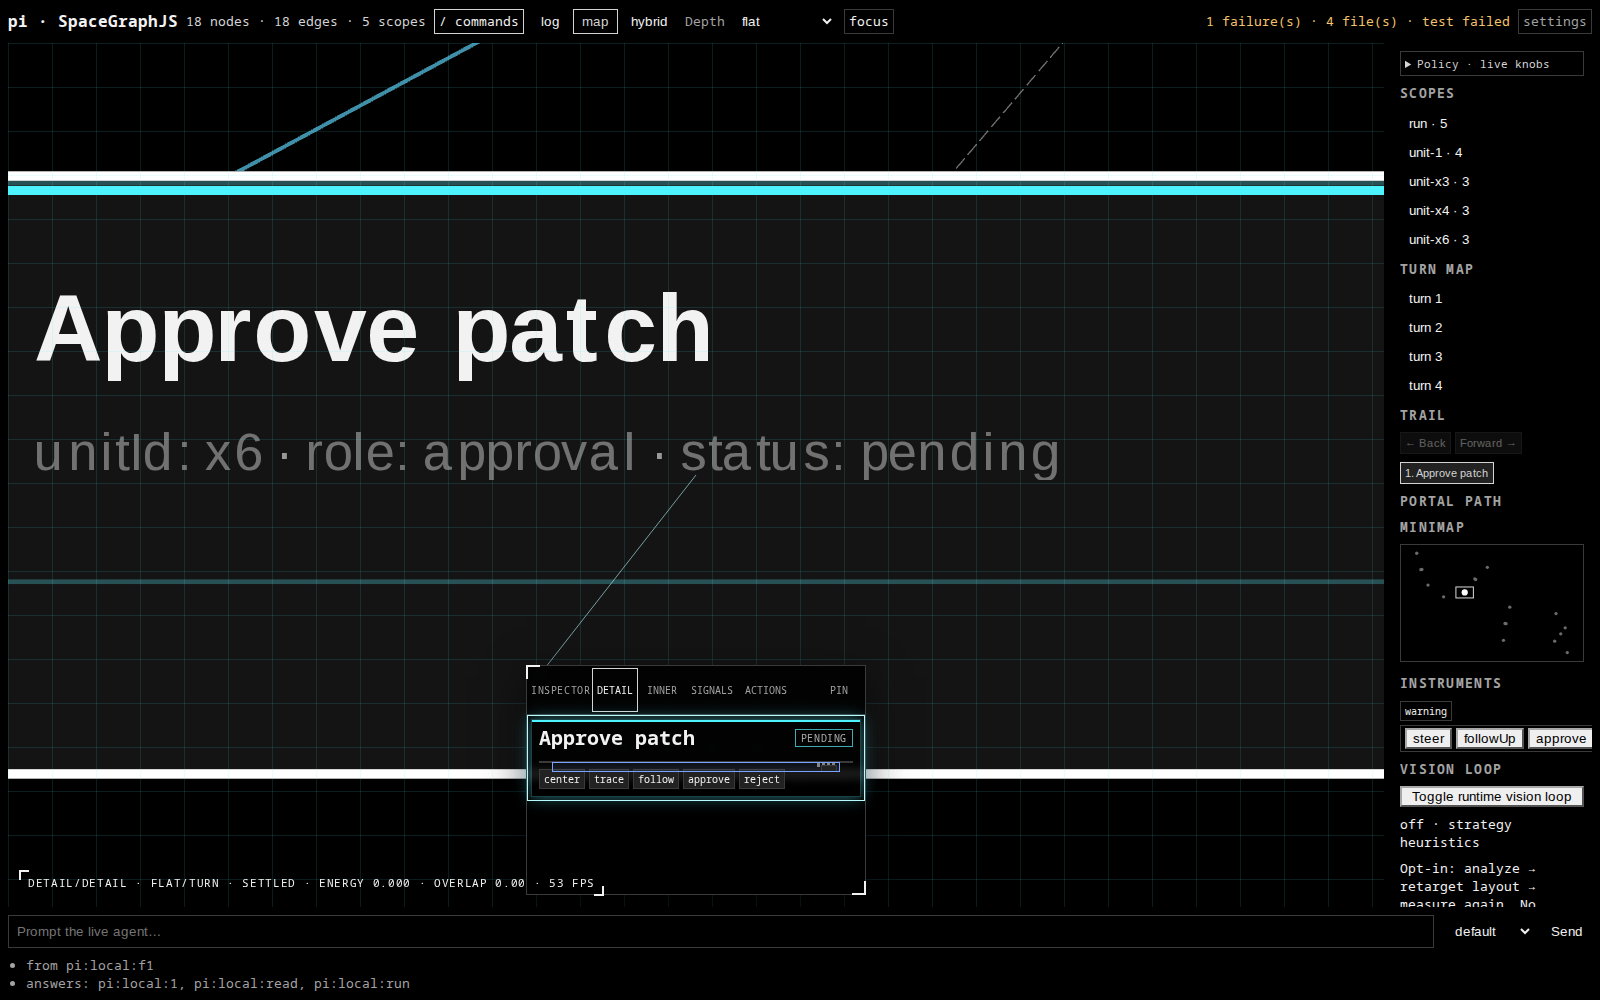 pi · SpaceGraphJS 18 nodes · 18 edges · 5 scopes / commands log map hybrid Depth flat focus 1 failure(s) · 4 file(s) · test failed settings
Approve patch
unitId: x6 · role: approval · status: pending
INSPECTOR DETAIL INNER SIGNALS ACTIONS PIN
Approve patch PENDING
center trace follow approve reject
DETAIL/DETAIL · FLAT/TURN · SETTLED · ENERGY 0.000 · OVERLAP 0.00 · 53 FPS
▶ Policy · live knobs
SCOPES
run · 5
unit-1 · 4
unit-x3 · 3
unit-x4 · 3
unit-x6 · 3
TURN MAP
turn 1
turn 2
turn 3
turn 4
TRAIL
← Back Forward →
1. Approve patch
PORTAL PATH
MINIMAP
INSTRUMENTS
warning
steer followUp approve
VISION LOOP
Toggle runtime vision loop
off · strategy
heuristics
Opt-in: analyze →
retarget layout →
measure again. No
Prompt the live agent… default Send
from pi:local:f1
answers: pi:local:1, pi:local:read, pi:local:run